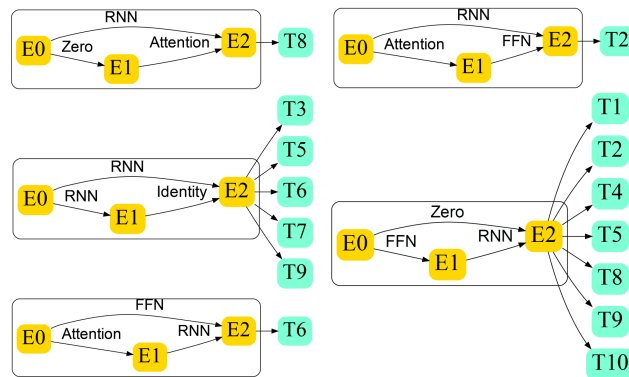 RNN
E0
Zero
E1
Attention
E2
T8
RNN
E0
Attention
E1
FFN
E2
T2
RNN
E0
RNN
E1
Identity
E2
T3
T5
T6
T7
T9
Zero
E0
FFN
E1
RNN
E2
T1
T2
T4
T5
T8
T9
T10
FFN
E0
Attention
E1
RNN
E2
T6